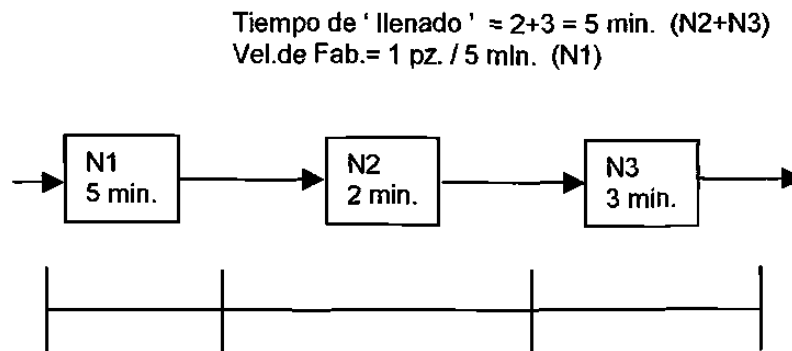 Tiempo de ' llenado ' = 2+3 = 5 min. (N2+N3)
Vel.de Fab.= 1 pz. / 5 min. (N1)
N1
5 min.
N2
2 min.
N3
3 min.